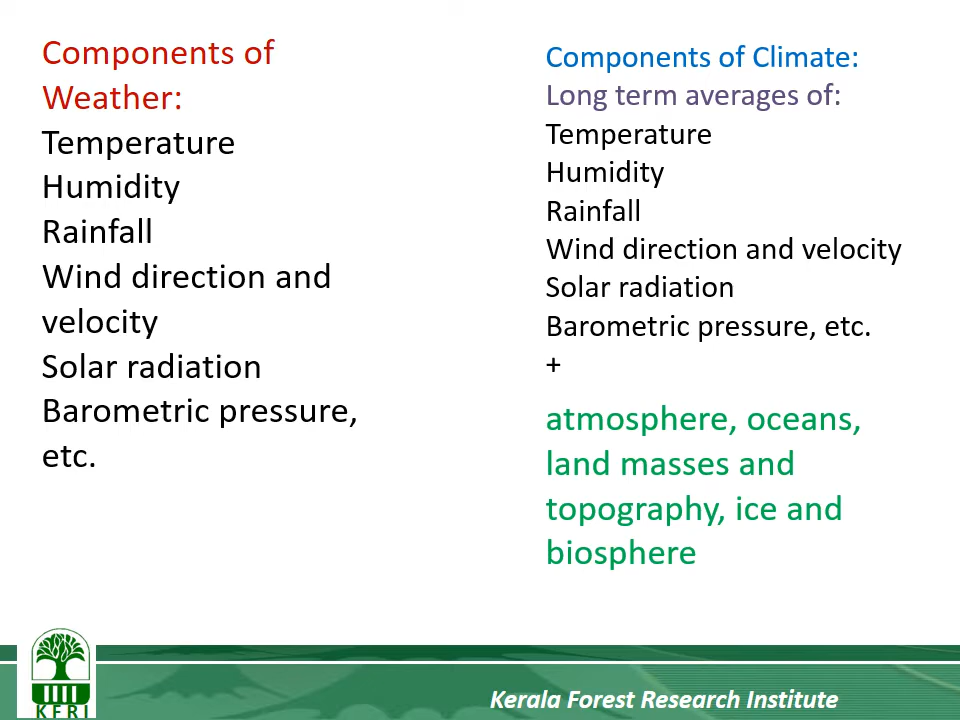 Components of
Weather:
Temperature
Humidity
Rainfall
Wind direction and
velocity
Solar radiation
Barometric pressure,
etc.
Components of Climate:
Long term averages of:
Temperature
Humidity
Rainfall
Wind direction and velocity
Solar radiation
Barometric pressure, etc.
+
atmosphere, oceans,
land masses and
topography, ice and
biosphere
KFRI
Kerala Forest Research Institute